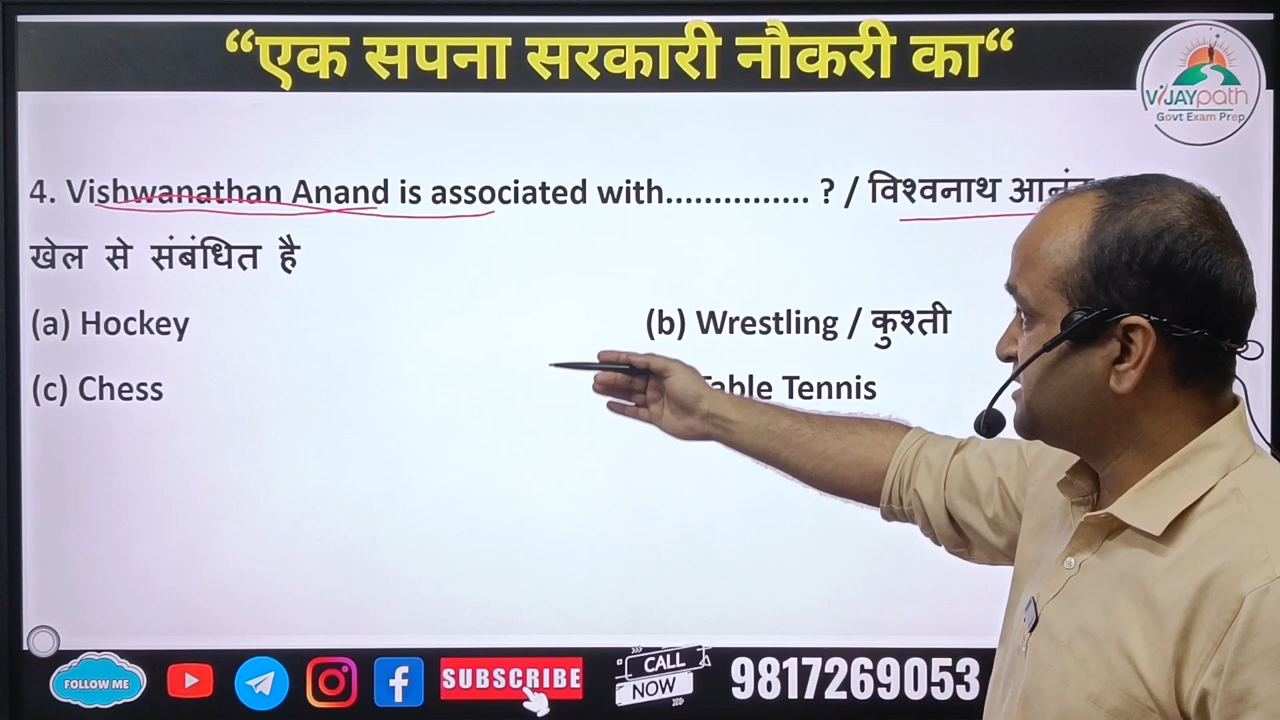 “एक सपना सरकारी नौकरी का“
VIJAYpath
Govt Exam Prep
4. Vishwanathan Anand is associated with............... ? / विश्वनाथ
खेल से संबंधित है
(a) Hockey
(b) Wrestling / कुश्ती
(c) Chess
Table Tennis
FOLLOW ME
SUBSCRIBE
CALL
NOW
9817269053